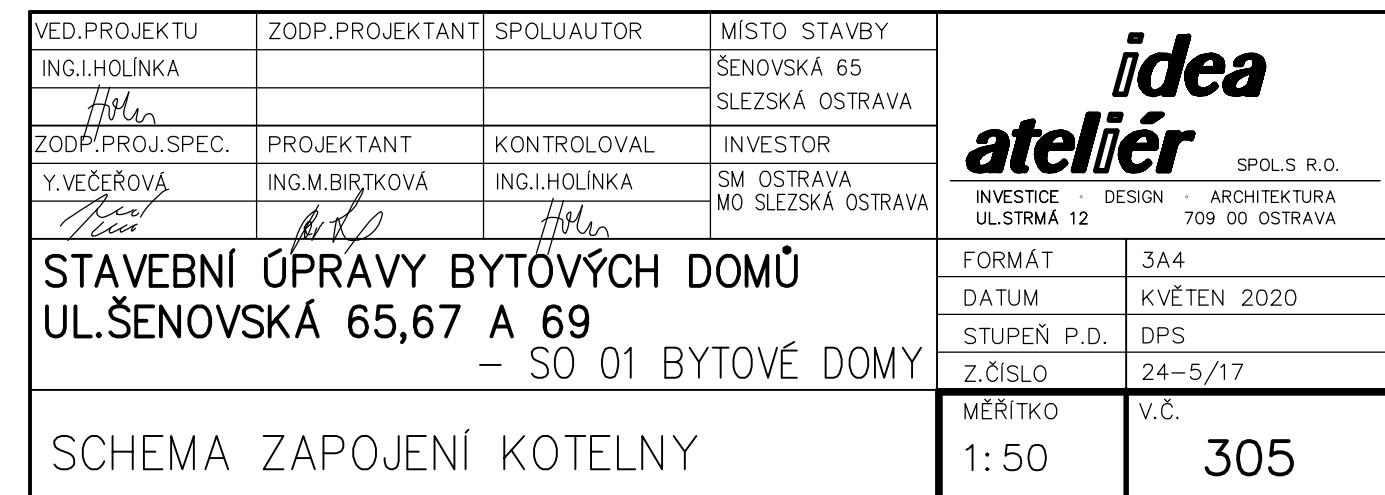 VED.PROJEKTU ZODP.PROJEKTANT SPOLUAUTOR MÍSTO STAVBY
ING.I.HOLÍNKA ŠENOVSKÁ 65
SLEZSKÁ OSTRAVA
ZODP.PROJ.SPEC. PROJEKTANT KONTROLOVAL INVESTOR
Y.VEČEŘOVÁ ING.M.BIRTKOVÁ ING.I.HOLÍNKA SM OSTRAVA
MO SLEZSKÁ OSTRAVA
idea
ateliér SPOL.S R.O.
INVESTICE ◦ DESIGN ◦ ARCHITEKTURA
UL.STRMÁ 12 709 00 OSTRAVA
STAVEBNÍ ÚPRAVY BYTOVÝCH DOMŮ
UL.ŠENOVSKÁ 65,67 A 69
– SO 01 BYTOVÉ DOMY
FORMÁT 3A4
DATUM KVĚTEN 2020
STUPEŇ P.D. DPS
Z.ČÍSLO 24–5/17
SCHEMA ZAPOJENÍ KOTELNY
MĚŘÍTKO V.Č.
1:50 305